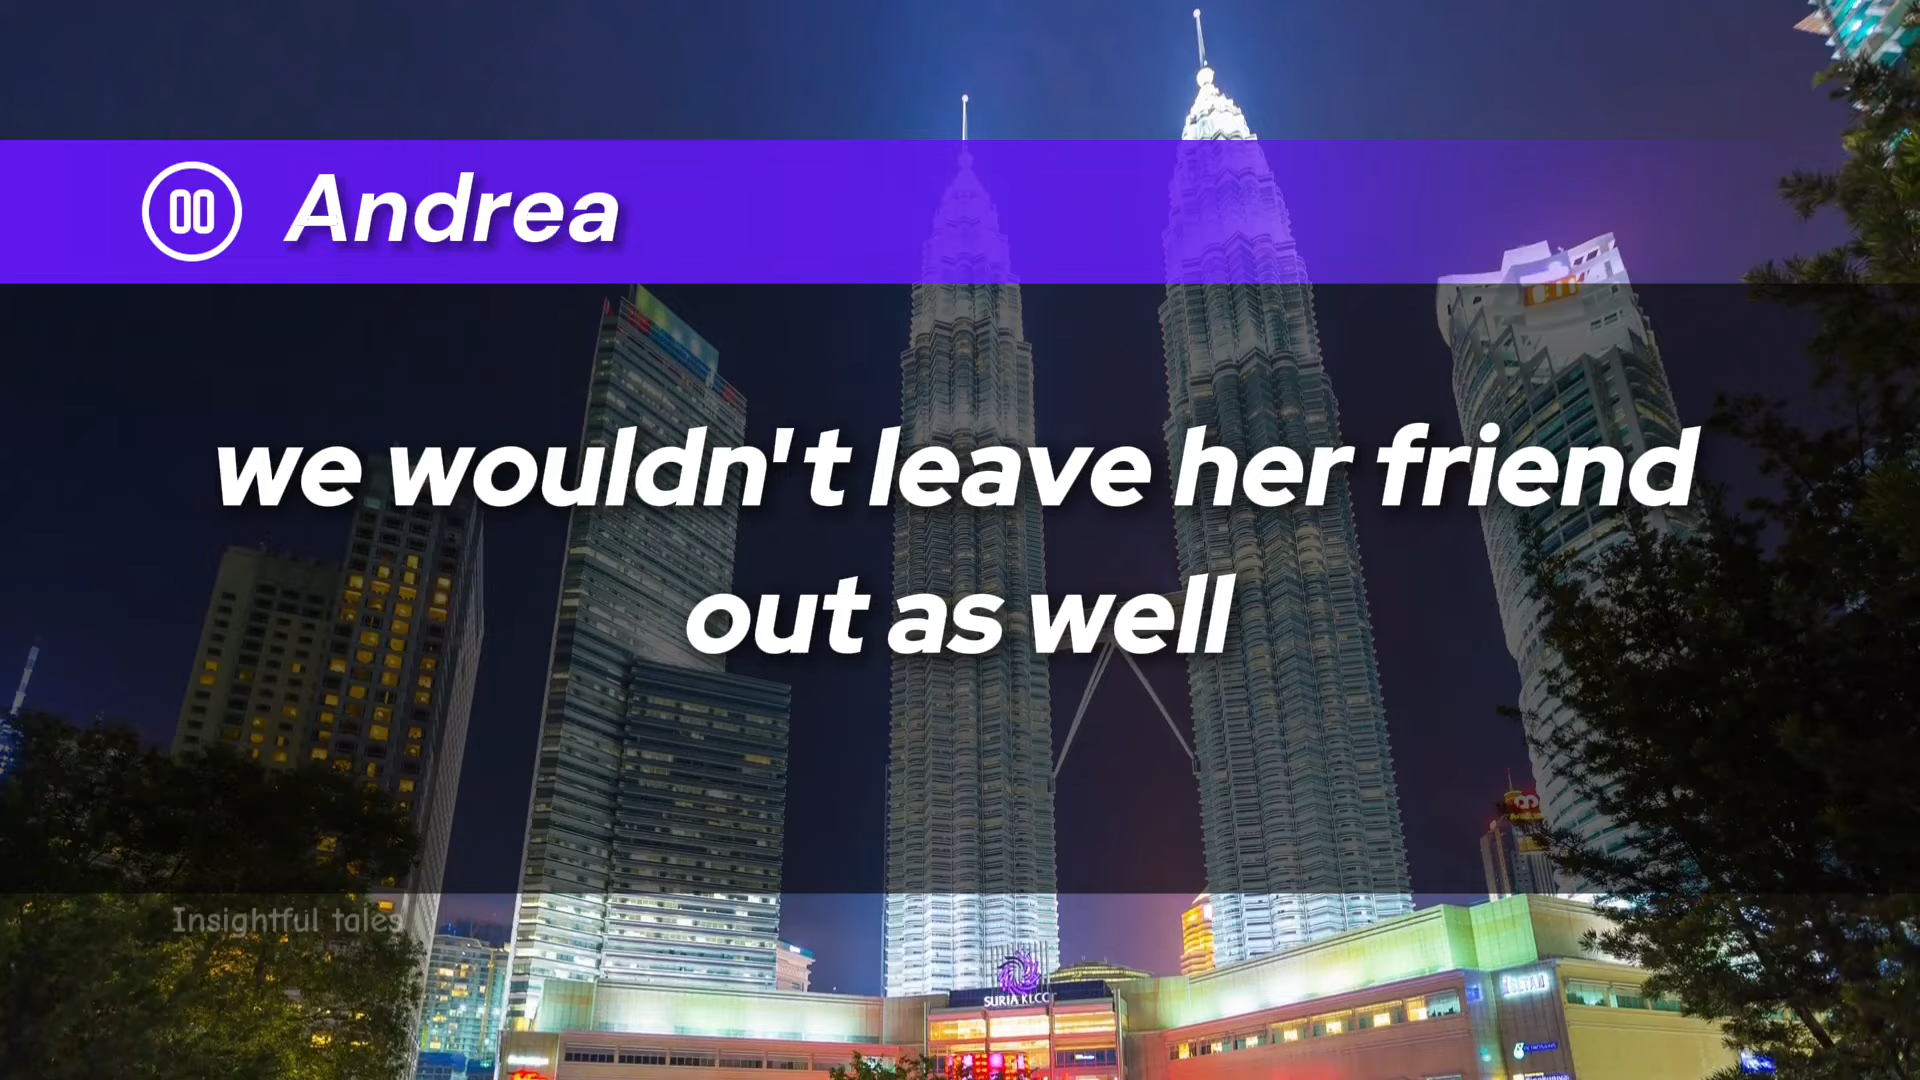 Andrea
we wouldn't leave her friend
out as well
Insightful tales
SURIA KLCC